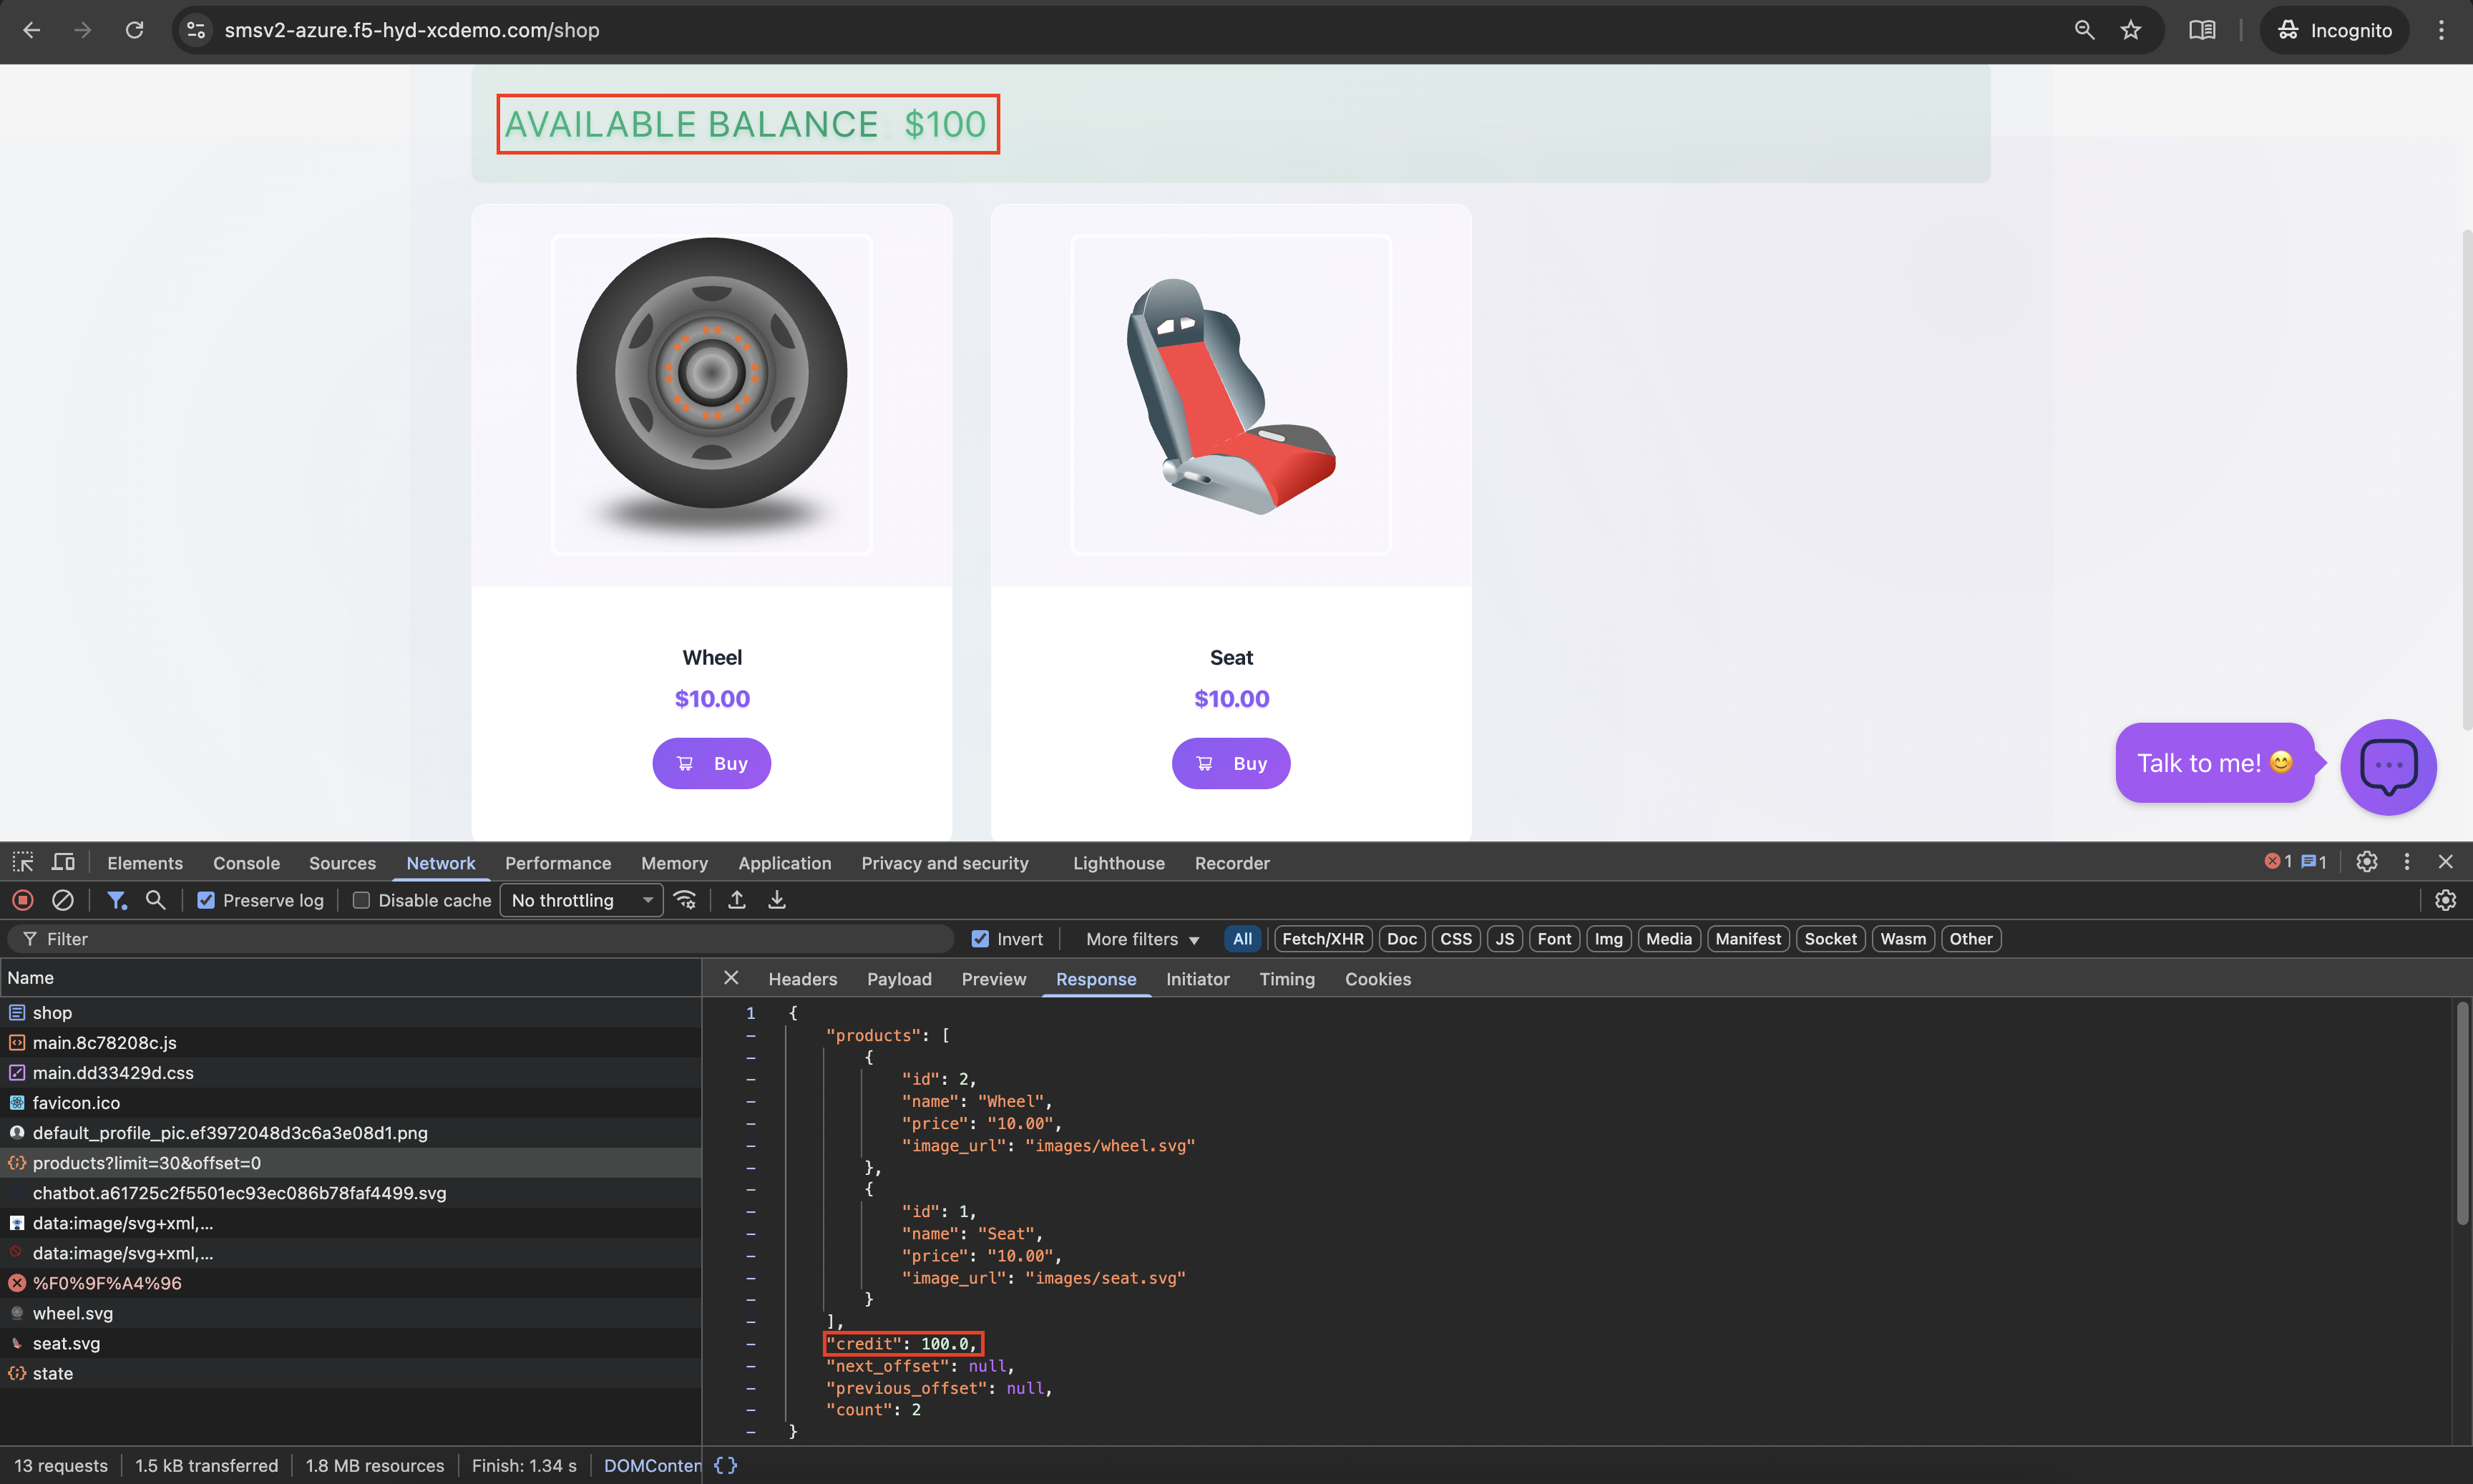 smsv2-azure.f5-hyd-xcdemo.com/shop
Incognito
AVAILABLE BALANCE: $100
Wheel
$10.00
Buy
Seat
$10.00
Buy
Talk to me! 😊
Elements Console Sources Network Performance Memory Application Privacy and security Lighthouse Recorder 1 1
Preserve log Disable cache No throttling
Filter Invert More filters All Fetch/XHR Doc CSS JS Font Img Media Manifest Socket Wasm Other
Name
shop
main.8c78208c.js
main.dd33429d.css
favicon.ico
default_profile_pic.ef3972048d3c6a3e08d1.png
products?limit=30&offset=0
chatbot.a61725c2f5501ec93ec086b78faf4499.svg
data:image/svg+xml,...
data:image/svg+xml,...
%F0%9F%A4%96
wheel.svg
seat.svg
state
13 requests 1.5 kB transferred 1.8 MB resources Finish: 1.34 s DOMConten
Headers Payload Preview Response Initiator Timing Cookies
1 {
"products": [
{
"id": 2,
"name": "Wheel",
"price": "10.00",
"image_url": "images/wheel.svg"
},
{
"id": 1,
"name": "Seat",
"price": "10.00",
"image_url": "images/seat.svg"
}
],
"credit": 100.0,
"next_offset": null,
"previous_offset": null,
"count": 2
}
{}